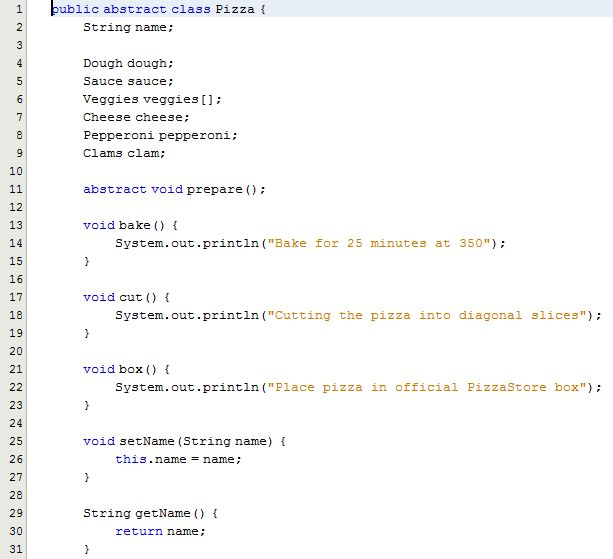 1 public abstract class Pizza {
2 String name;
3
4 Dough dough;
5 Sauce sauce;
6 Veggies veggies[];
7 Cheese cheese;
8 Pepperoni pepperoni;
9 Clams clam;
10
11 abstract void prepare();
12
13 void bake() {
14 System.out.println("Bake for 25 minutes at 350");
15 }
16
17 void cut() {
18 System.out.println("Cutting the pizza into diagonal slices");
19 }
20
21 void box() {
22 System.out.println("Place pizza in official PizzaStore box");
23 }
24
25 void setName(String name) {
26 this.name = name;
27 }
28
29 String getName() {
30 return name;
31 }